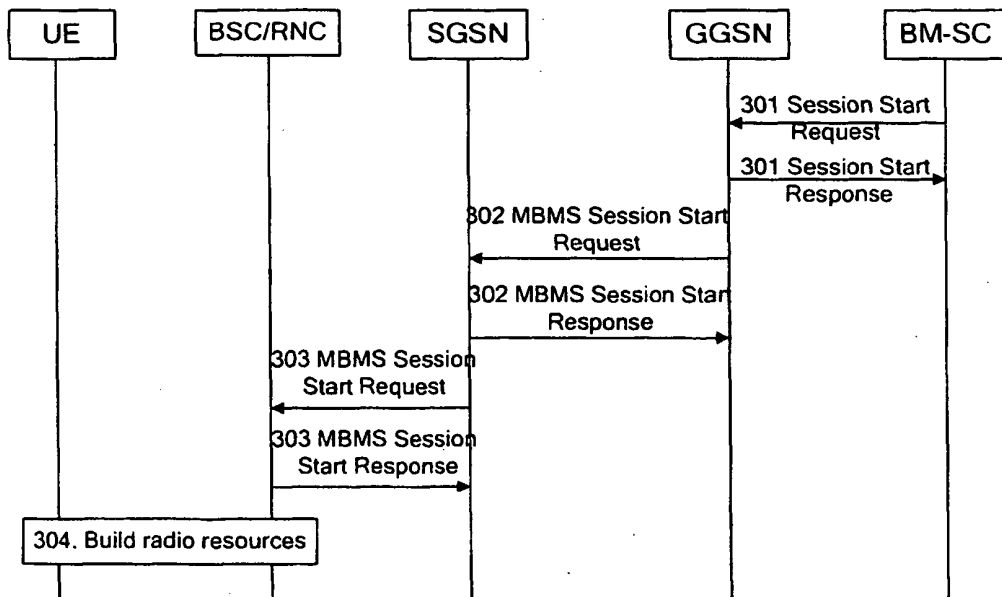 UE
BSC/RNC
SGSN
GGSN
BM-SC
301 Session Start
Request
301 Session Start
Response
302 MBMS Session Start
Request
302 MBMS Session Start
Response
303 MBMS Session
Start Request
303 MBMS Session
Start Response
304. Build radio resources